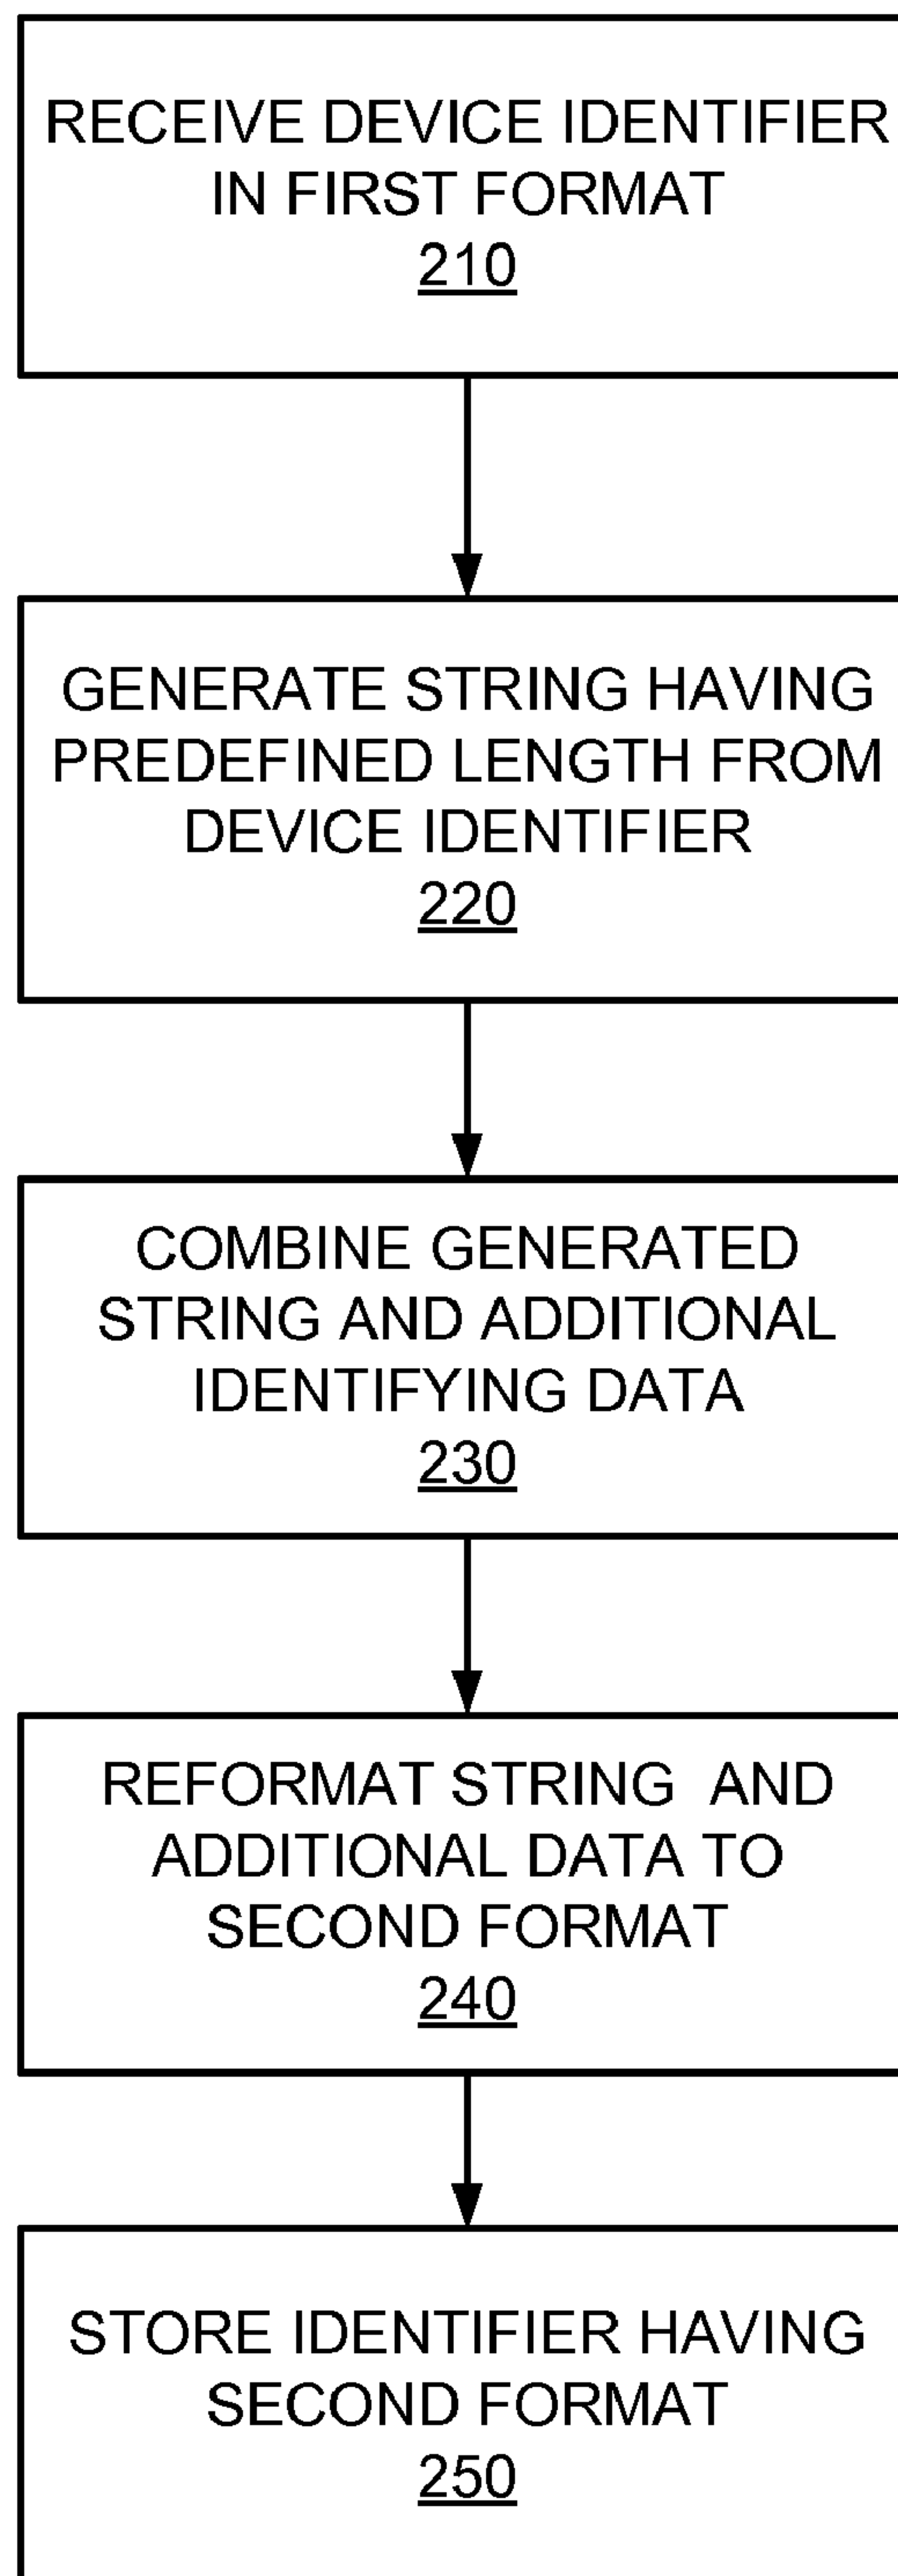 RECEIVE DEVICE IDENTIFIER
IN FIRST FORMAT
210
GENERATE STRING HAVING
PREDEFINED LENGTH FROM
DEVICE IDENTIFIER
220
COMBINE GENERATED
STRING AND ADDITIONAL
IDENTIFYING DATA
230
REFORMAT STRING AND
ADDITIONAL DATA TO
SECOND FORMAT
240
STORE IDENTIFIER HAVING
SECOND FORMAT
250